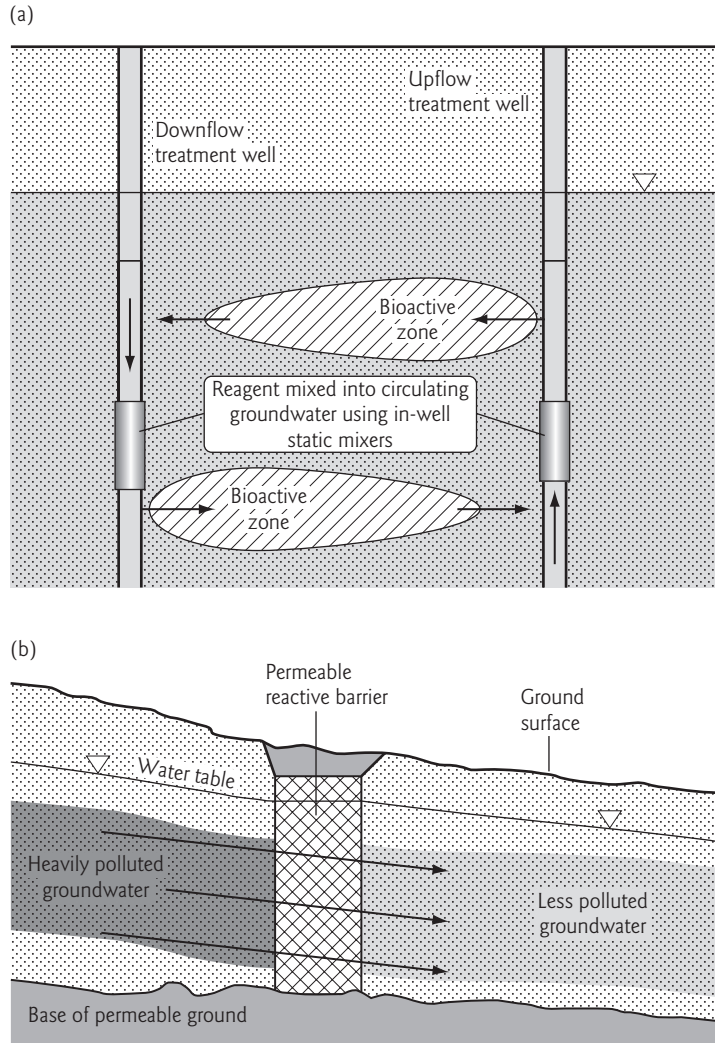 (a)
Upflow
treatment well
Downflow
treatment well
Bioactive
zone
Reagent mixed into circulating
groundwater using in-well
static mixers
Bioactive
zone
(b)
Permeable
reactive barrier
Ground
surface
Water table
Heavily polluted
groundwater
Less polluted
groundwater
Base of permeable ground